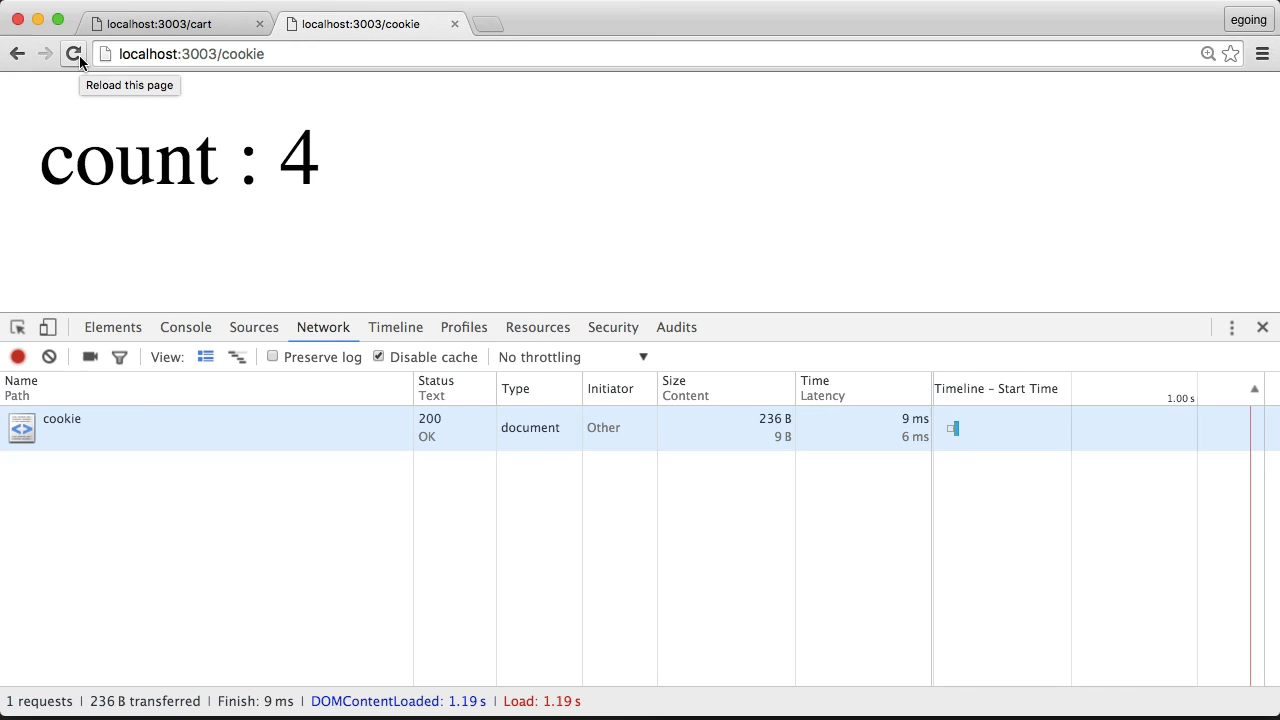 localhost:3003/cart
localhost:3003/cookie
egoing
localhost:3003/cookie
Reload this page
count : 4
Elements Console Sources Network Timeline Profiles Resources Security Audits
View: Preserve log Disable cache No throttling
Name Status Type Initiator Size Time Timeline – Start Time
Path Text Content Latency 1.00 s
cookie 200 document Other 236 B 9 ms
OK 9 B 6 ms
1 requests | 236 B transferred | Finish: 9 ms | DOMContentLoaded: 1.19 s | Load: 1.19 s